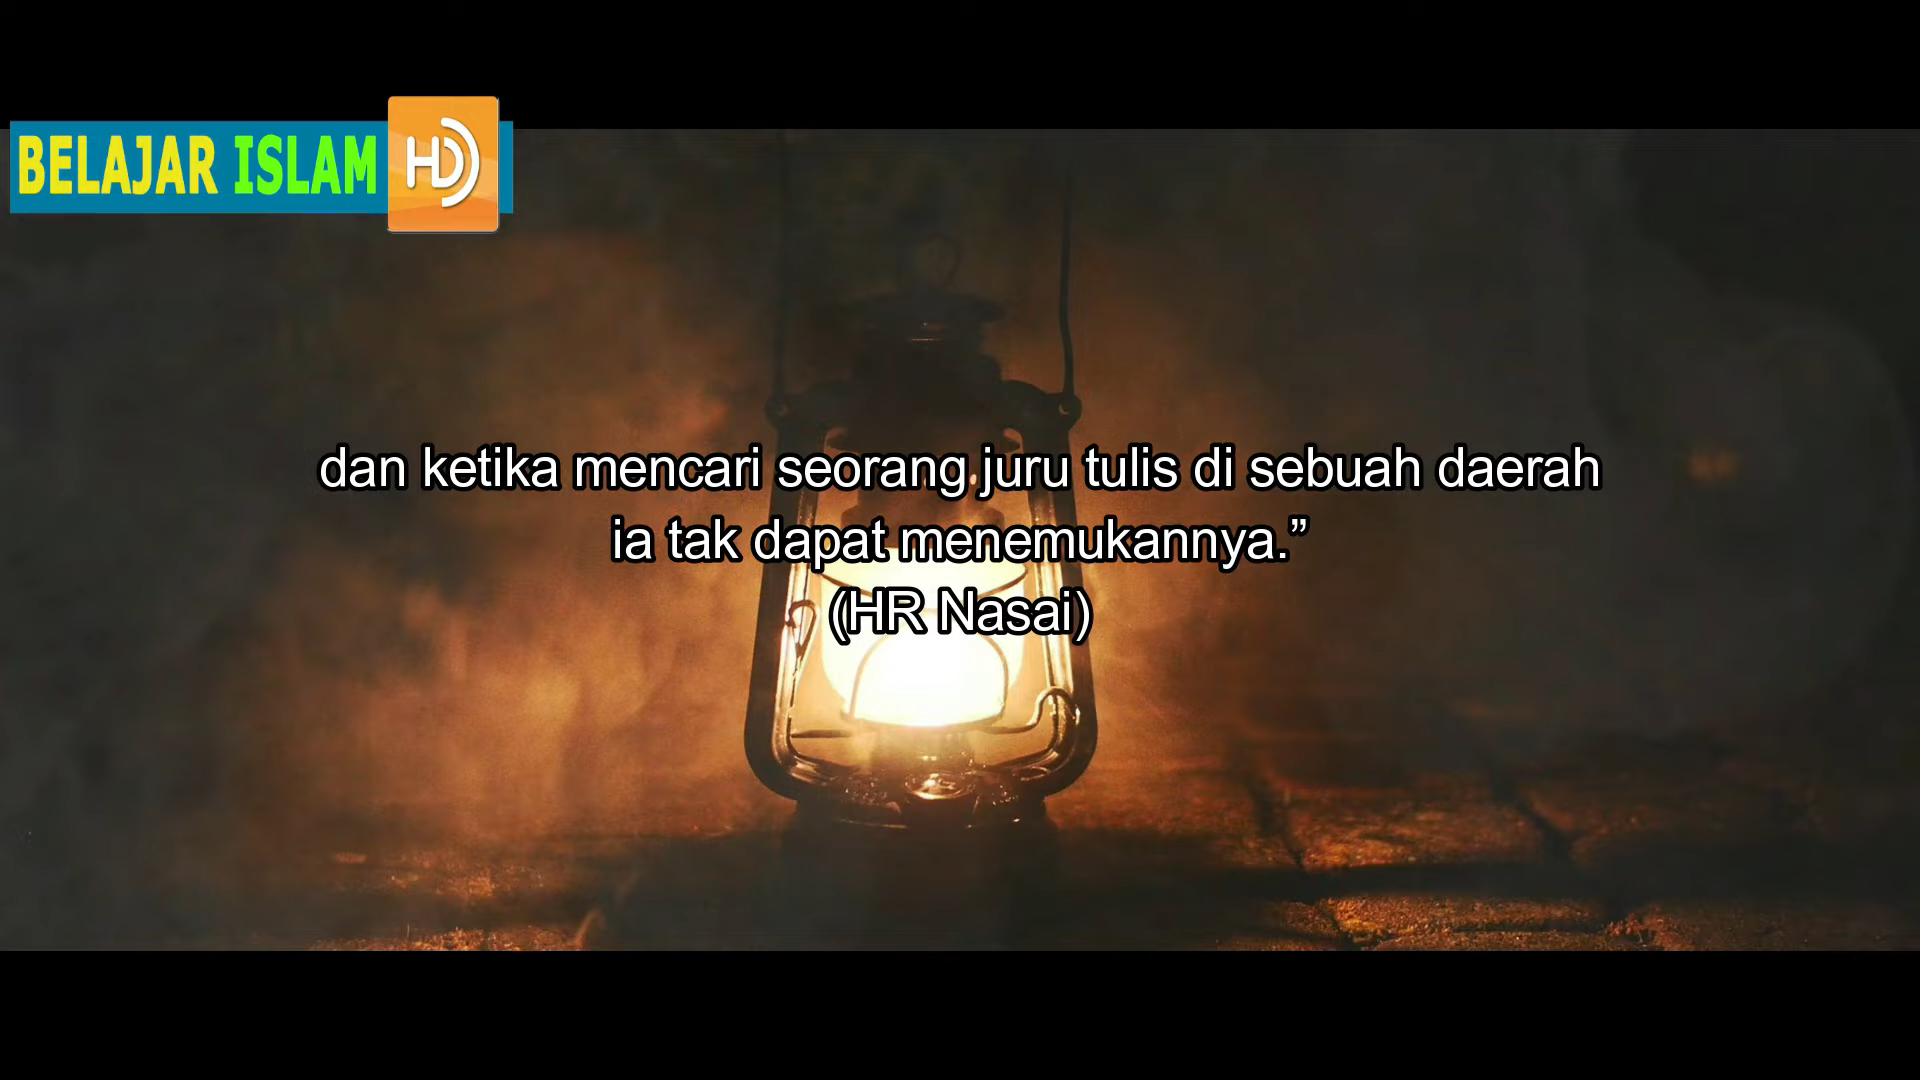 BELAJAR ISLAM HD
dan ketika mencari seorang juru tulis di sebuah daerah
ia tak dapat menemukannya.”
(HR Nasai)